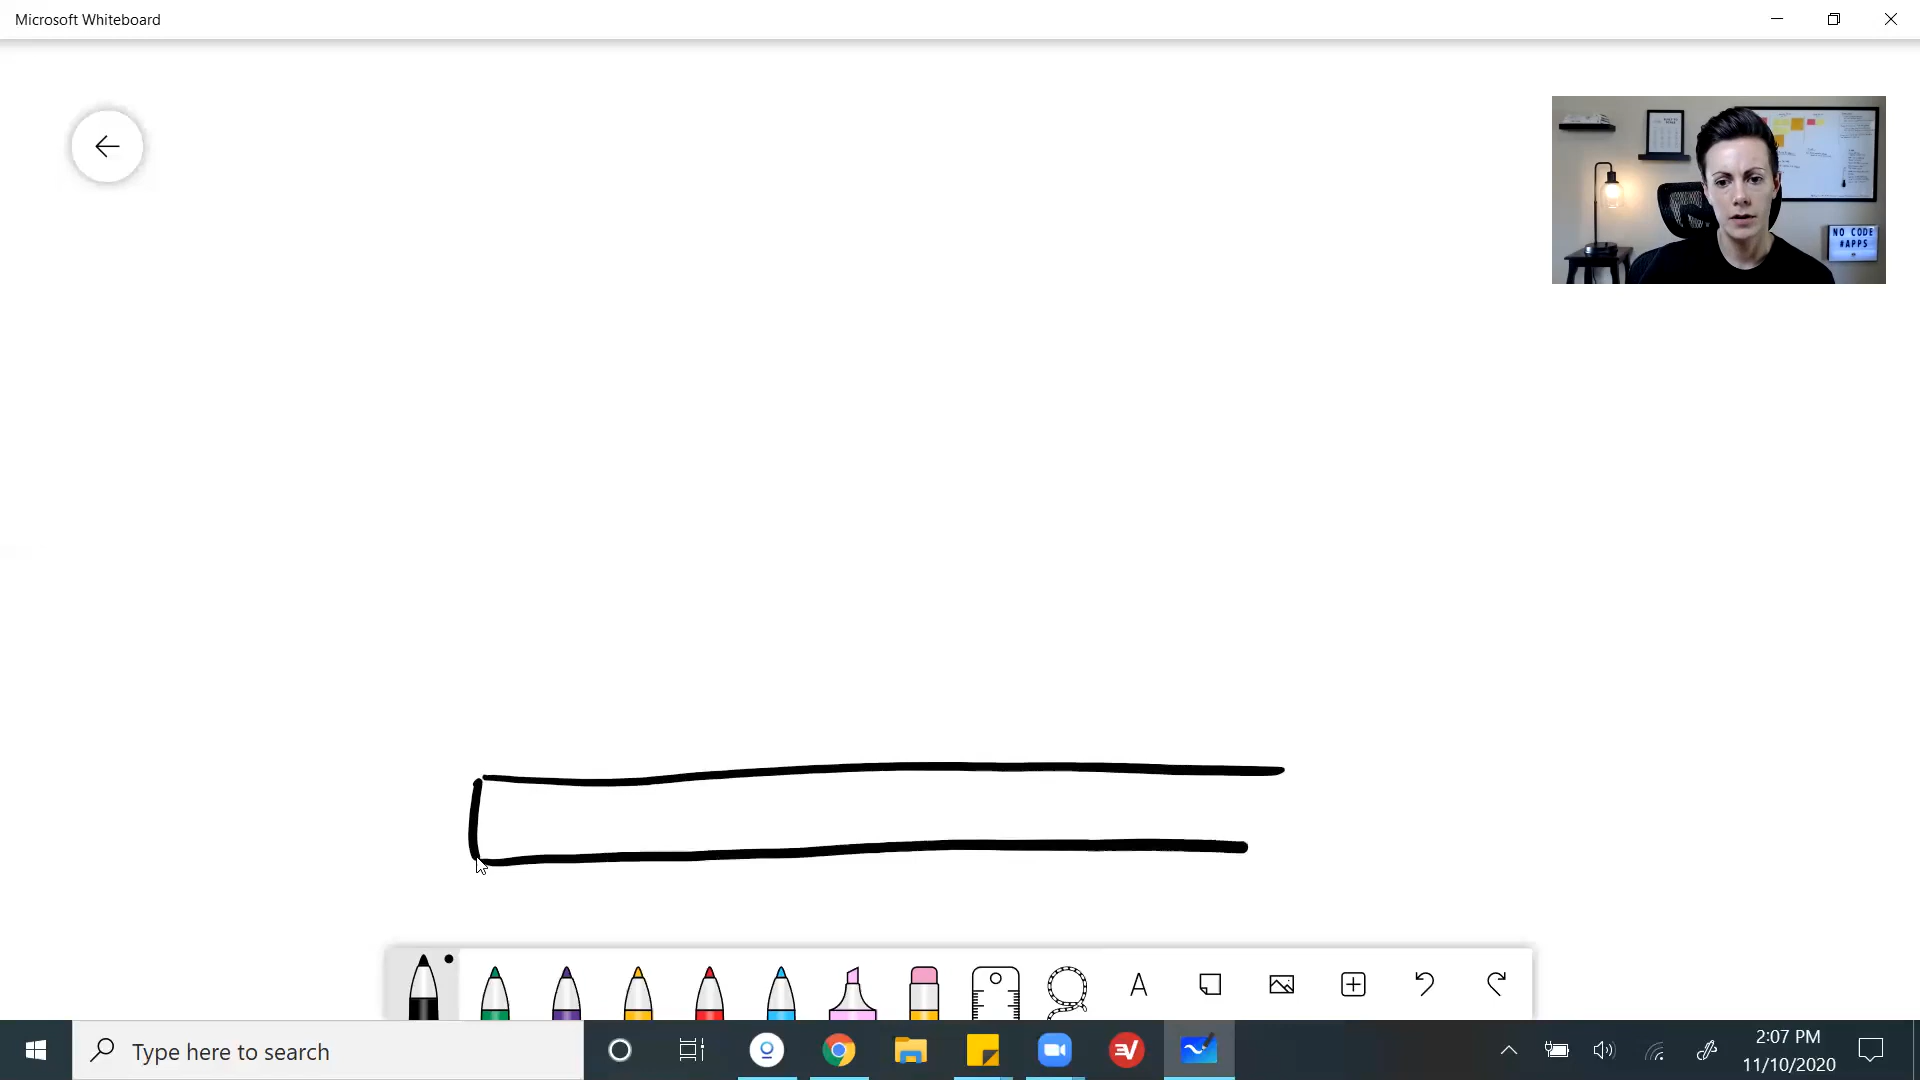 Microsoft Whiteboard
NO CODE
#APPS
A
Type here to search
2:07 PM
11/10/2020